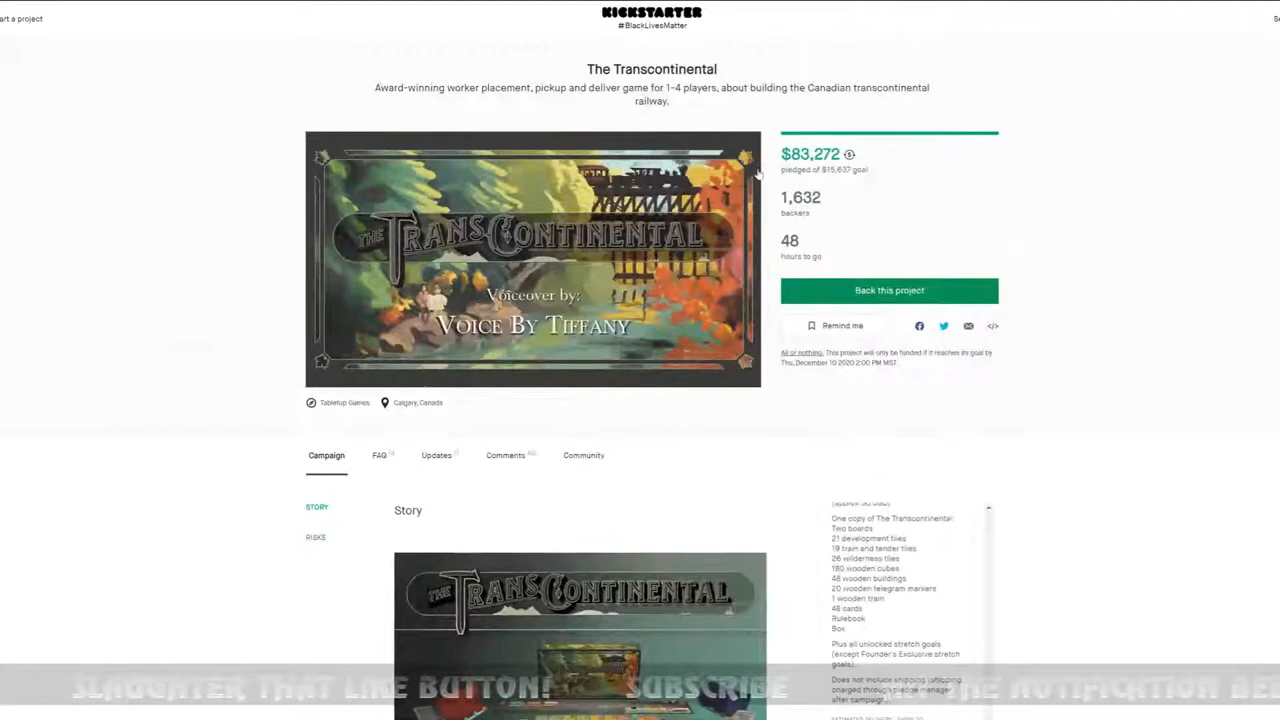 art a project
KICKSTARTER
#BlackLivesMatter
The Transcontinental
Award-winning worker placement, pickup and deliver game for 1-4 players, about building the Canadian transcontinental
railway.
THE TRANSCONTINENTAL
Voiceover by:
VOICE BY TIFFANY
$83,272
pledged of $15,637 goal
1,632
backers
48
hours to go
Back this project
Remind me
All or nothing. This project will only be funded if it reaches its goal by
Thu, December 10 2020 2:00 PM MST.
Tabletop Games
Calgary, Canada
Campaign
FAQ
Updates
Comments
Community
STORY
RISKS
Story
THE TRANSCONTINENTAL
One copy of The Transcontinental:
Two boards
21 development tiles
19 train and tender tiles
26 wilderness tiles
180 wooden cubes
48 wooden buildings
20 wooden telegram markers
1 wooden train
48 cards
Rulebook
Box
Plus all unlocked stretch goals
(except Founder's Exclusive stretch
goals).
Does not include shipping (shipping
charged through pledge manager
after campaign).
SLAUGHTER THAT LIKE BUTTON! SUBSCRIBE THE NOTIFICATION BE